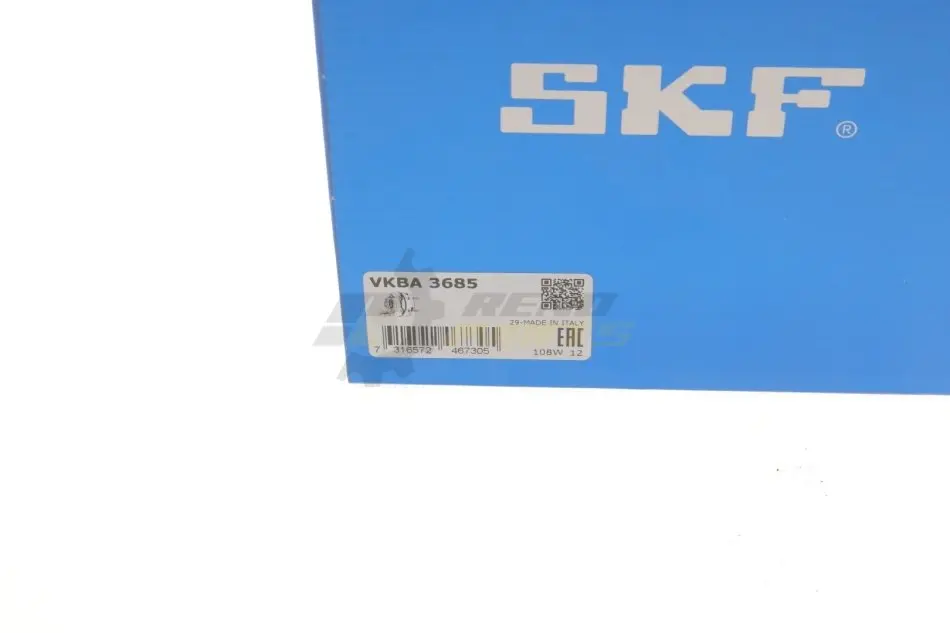 SKF®
VKBA 3685
29-MADE IN ITALY
EAC
7 316572 467305
108W 12